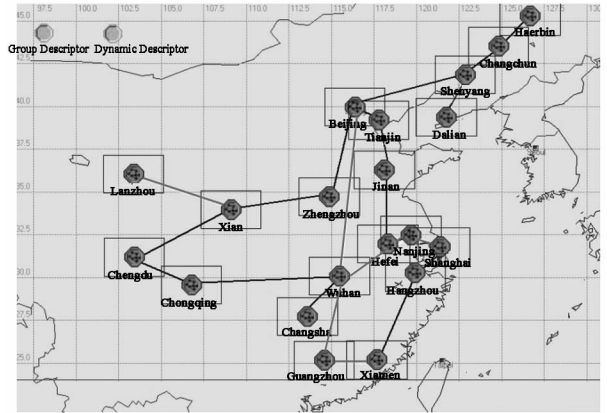 97.5 100.0 102.5 105.0 107.5 110.0 112.5 115.0 117.5 120.0 122.5 125.0 127.5 130.
45.0
Group Descriptor Dynamic Descriptor
Haerbin
Changchun
42.5
Shenyang
40.0
Beijing
Tianjin
Dalian
37.5
Jinan
Lanzhou
35.0
Zhengzhou
Xian
32.5
Nanjing
Hefei
Shanghai
Chengdu
30.0
Wuhan
Hangzhou
Chongqing
27.5
Changsha
25.0
Guangzhou
Xiamen